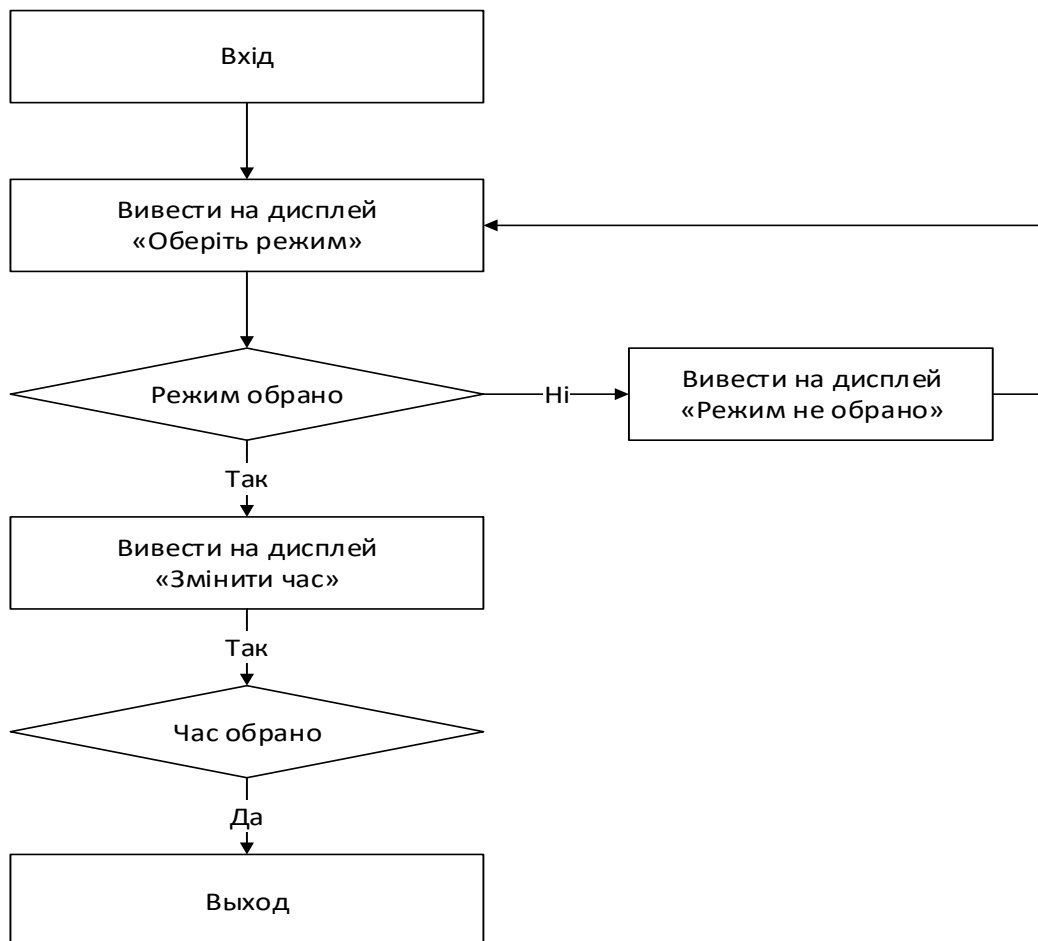 Вхід
Вивести на дисплей
«Оберіть режим»
Режим обрано
Ні
Вивести на дисплей
«Режим не обрано»
Так
Вивести на дисплей
«Змінити час»
Так
Час обрано
Да
Выход